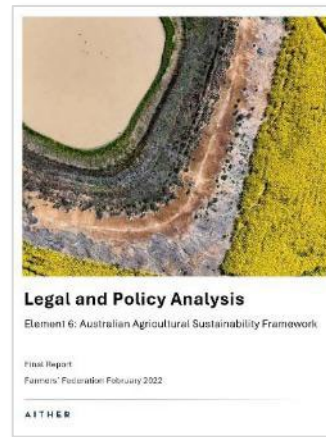 Legal and Policy Analysis
Element 6: Australian Agricultural Sustainability Framework
Final Report
Farmers' Federation February 2022
AITHER